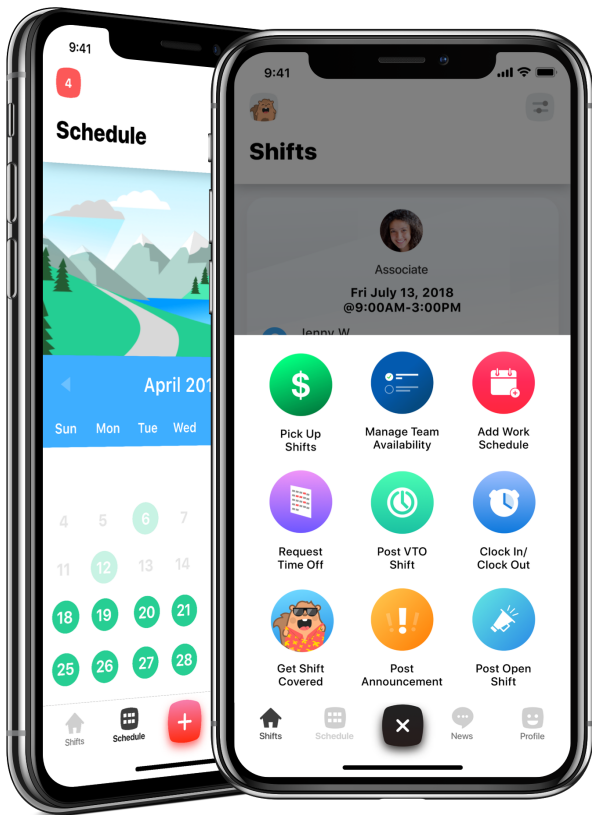 9:41
4
Schedule
April 201
Sun Mon Tue Wed
4 5 6 7
11 12 13 14
18 19 20 21
25 26 27 28
Shifts
Schedule
+
9:41
Shifts
Associate
Fri July 13, 2018
@9:00AM-3:00PM
Jenny W
$
Pick Up
Shifts
Manage Team
Availability
Add Work
Schedule
Request
Time Off
Post VTO
Shift
Clock In/
Clock Out
Get Shift
Covered
Post
Announcement
Post Open
Shift
Shifts
Schedule
News
Profile